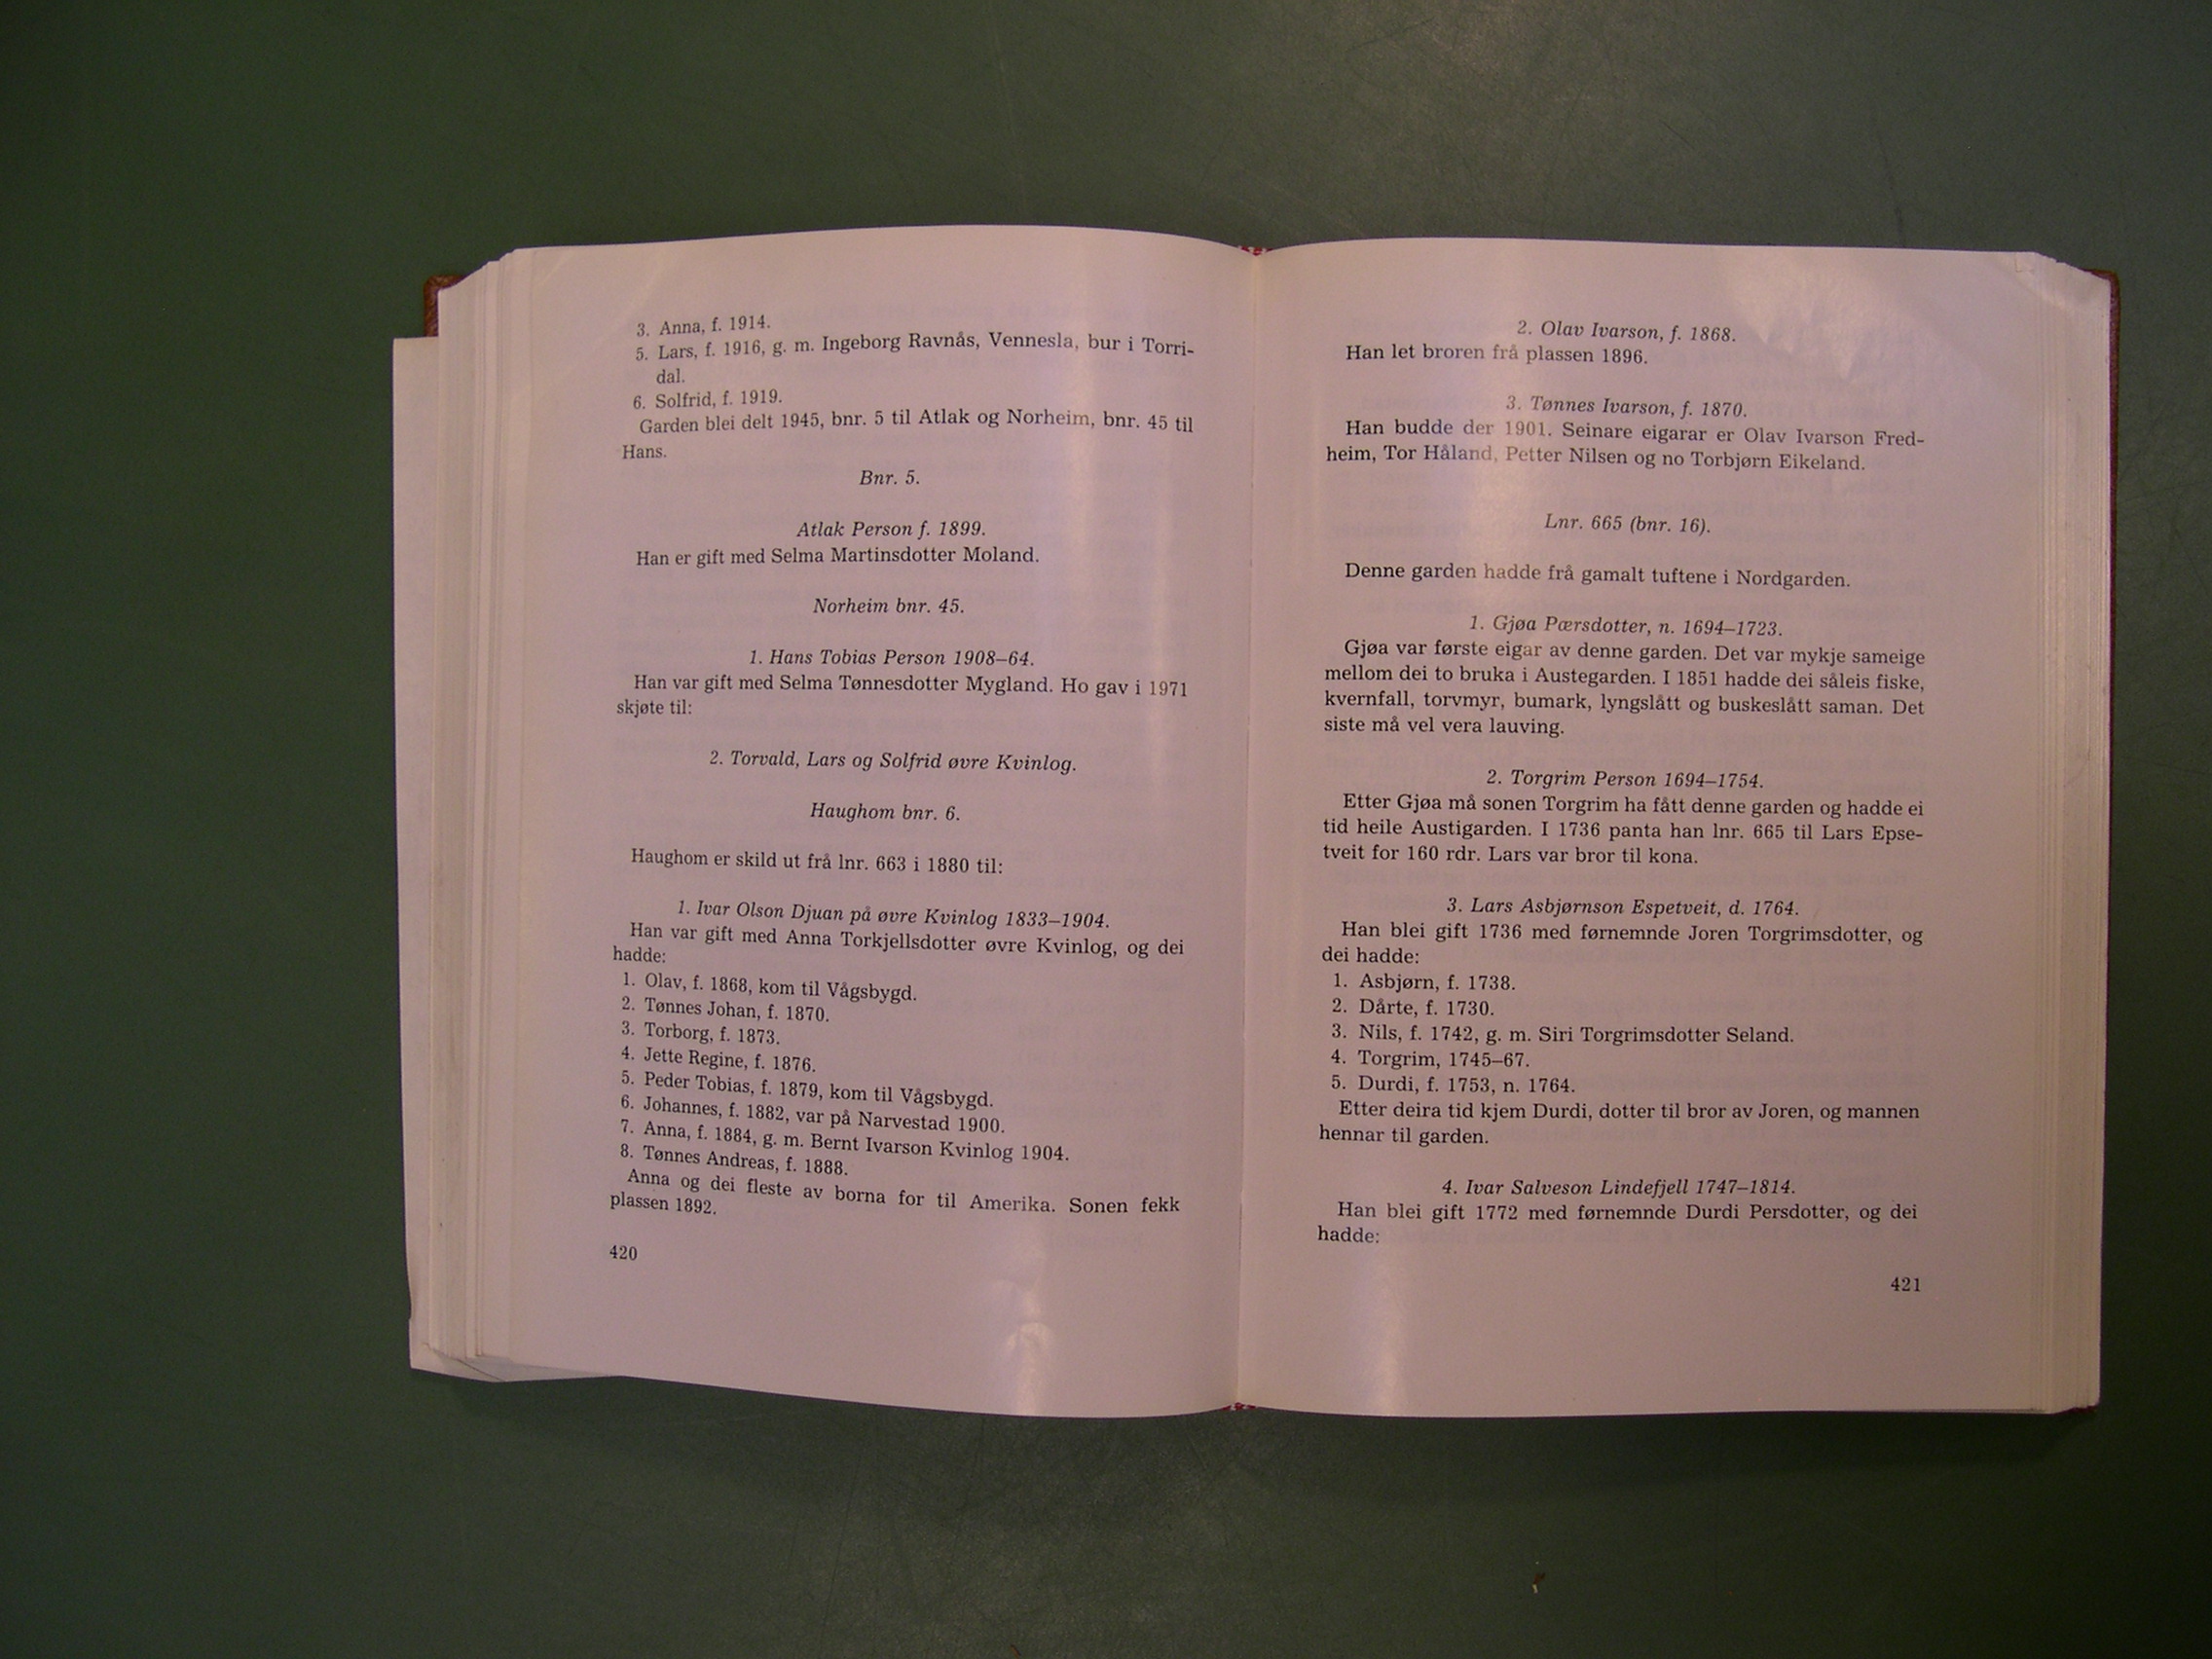 3. Anna, f. 1914.
5. Lars, f. 1916, g. m. Ingeborg Ravnås, Vennesla, bur i Torri-
dal.
6. Solfrid, f. 1919.
Garden blei delt 1945, bnr. 5 til Atlak og Norheim, bnr. 45 til
Hans.
Bnr. 5.
Atlak Person f. 1899.
Han er gift med Selma Martinsdotter Moland.
Norheim bnr. 45.
1. Hans Tobias Person 1908–64.
Han var gift med Selma Tønnesdotter Mygland. Ho gav i 1971
skjøte til:
2. Torvald, Lars og Solfrid øvre Kvinlog.
Haughom bnr. 6.
Haughom er skild ut frå lnr. 663 i 1880 til:
1. Ivar Olson Djuan på øvre Kvinlog 1833–1904.
Han var gift med Anna Torkjellsdotter øvre Kvinlog, og dei
hadde:
1. Olav, f. 1868, kom til Vågsbygd.
2. Tønnes Johan, f. 1870.
3. Torborg, f. 1873.
4. Jette Regine, f. 1876.
5. Peder Tobias, f. 1879, kom til Vågsbygd.
6. Johannes, f. 1882, var på Narvestad 1900.
7. Anna, f. 1884, g. m. Bernt Ivarson Kvinlog 1904.
8. Tønnes Andreas, f. 1888.
Anna og dei fleste av borna for til Amerika. Sonen fekk
plassen 1892.
420
2. Olav Ivarson, f. 1868.
Han let broren frå plassen 1896.
3. Tønnes Ivarson, f. 1870.
Han budde der 1901. Seinare eigarar er Olav Ivarson Fred-
heim, Tor Håland, Petter Nilsen og no Torbjørn Eikeland.
Lnr. 665 (bnr. 16).
Denne garden hadde frå gamalt tuftene i Nordgarden.
1. Gjøa Pærsdotter, n. 1694–1723.
Gjøa var første eigar av denne garden. Det var mykje sameige
mellom dei to bruka i Austegarden. I 1851 hadde dei såleis fiske,
kvernfall, torvmyr, bumark, lyngslått og buskeslått saman. Det
siste må vel vera lauving.
2. Torgrim Person 1694–1754.
Etter Gjøa må sonen Torgrim ha fått denne garden og hadde ei
tid heile Austigarden. I 1736 panta han lnr. 665 til Lars Epse-
tveit for 160 rdr. Lars var bror til kona.
3. Lars Asbjørnson Espetveit, d. 1764.
Han blei gift 1736 med førnemnde Joren Torgrimsdotter, og
dei hadde:
1. Asbjørn, f. 1738.
2. Dårte, f. 1730.
3. Nils, f. 1742, g. m. Siri Torgrimsdotter Seland.
4. Torgrim, 1745–67.
5. Durdi, f. 1753, n. 1764.
Etter deira tid kjem Durdi, dotter til bror av Joren, og mannen
hennar til garden.
4. Ivar Salveson Lindefjell 1747–1814.
Han blei gift 1772 med førnemnde Durdi Persdotter, og dei
hadde:
421